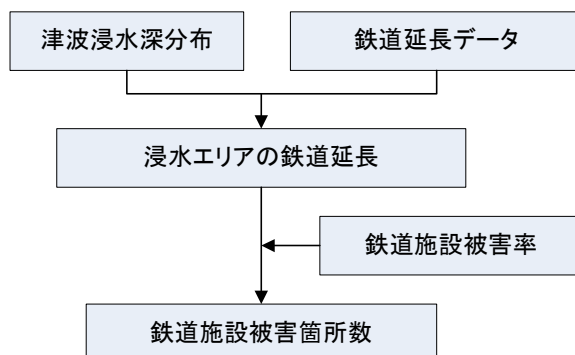 津波浸水深分布
鉄道延長データ
浸水エリアの鉄道延長
鉄道施設被害率
鉄道施設被害箇所数